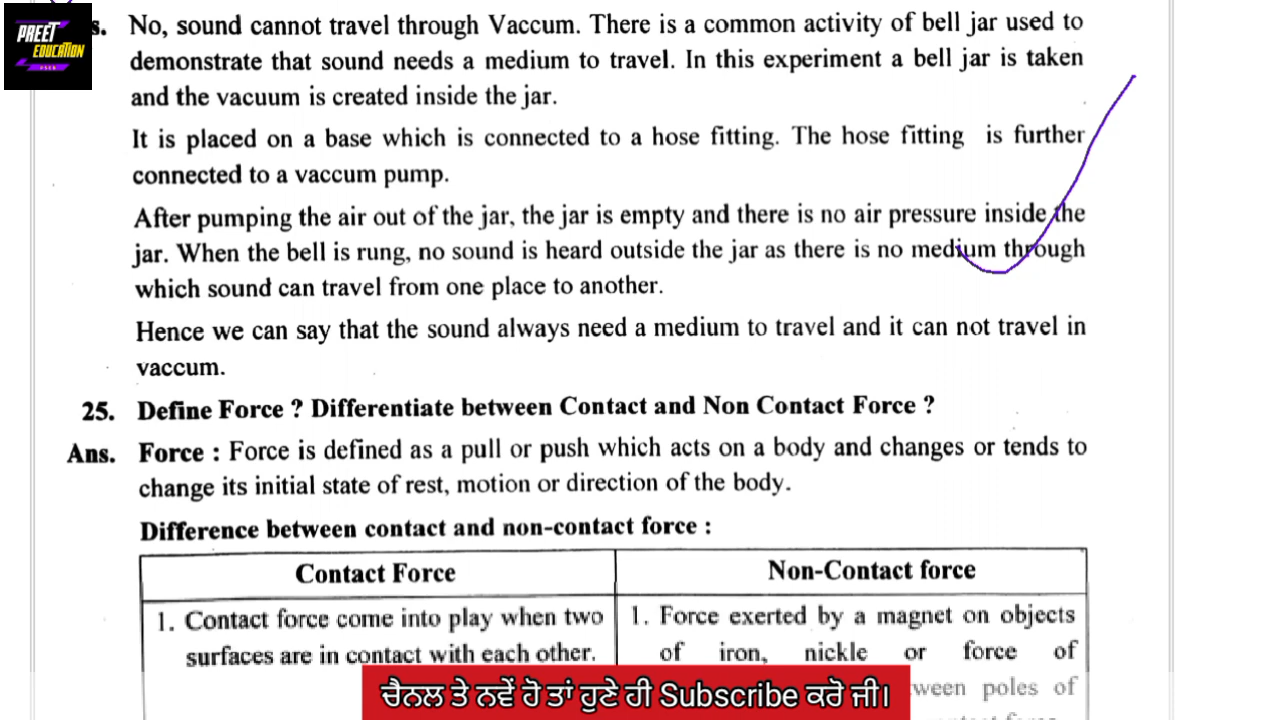 PREET
EDUCATION
s. No, sound cannot travel through Vaccum. There is a common activity of bell jar used to
demonstrate that sound needs a medium to travel. In this experiment a bell jar is taken
and the vacuum is created inside the jar.
It is placed on a base which is connected to a hose fitting. The hose fitting is further
connected to a vaccum pump.
After pumping the air out of the jar, the jar is empty and there is no air pressure inside the
jar. When the bell is rung, no sound is heard outside the jar as there is no medium through
which sound can travel from one place to another.
Hence we can say that the sound always need a medium to travel and it can not travel in
vaccum.
25. Define Force ? Differentiate between Contact and Non Contact Force ?
Ans. Force : Force is defined as a pull or push which acts on a body and changes or tends to
change its initial state of rest, motion or direction of the body.
Difference between contact and non-contact force :
Contact Force
1. Contact force come into play when two
surfaces are in contact with each other.
Non-Contact force
1. Force exerted by a magnet on objects
of iron, nickle or force of
ween poles of
ਚੈਨਲ ਤੇ ਨਵੇਂ ਹੋ ਤਾਂ ਹੁਣੇ ਹੀ Subscribe ਕਰੋ ਜੀ।